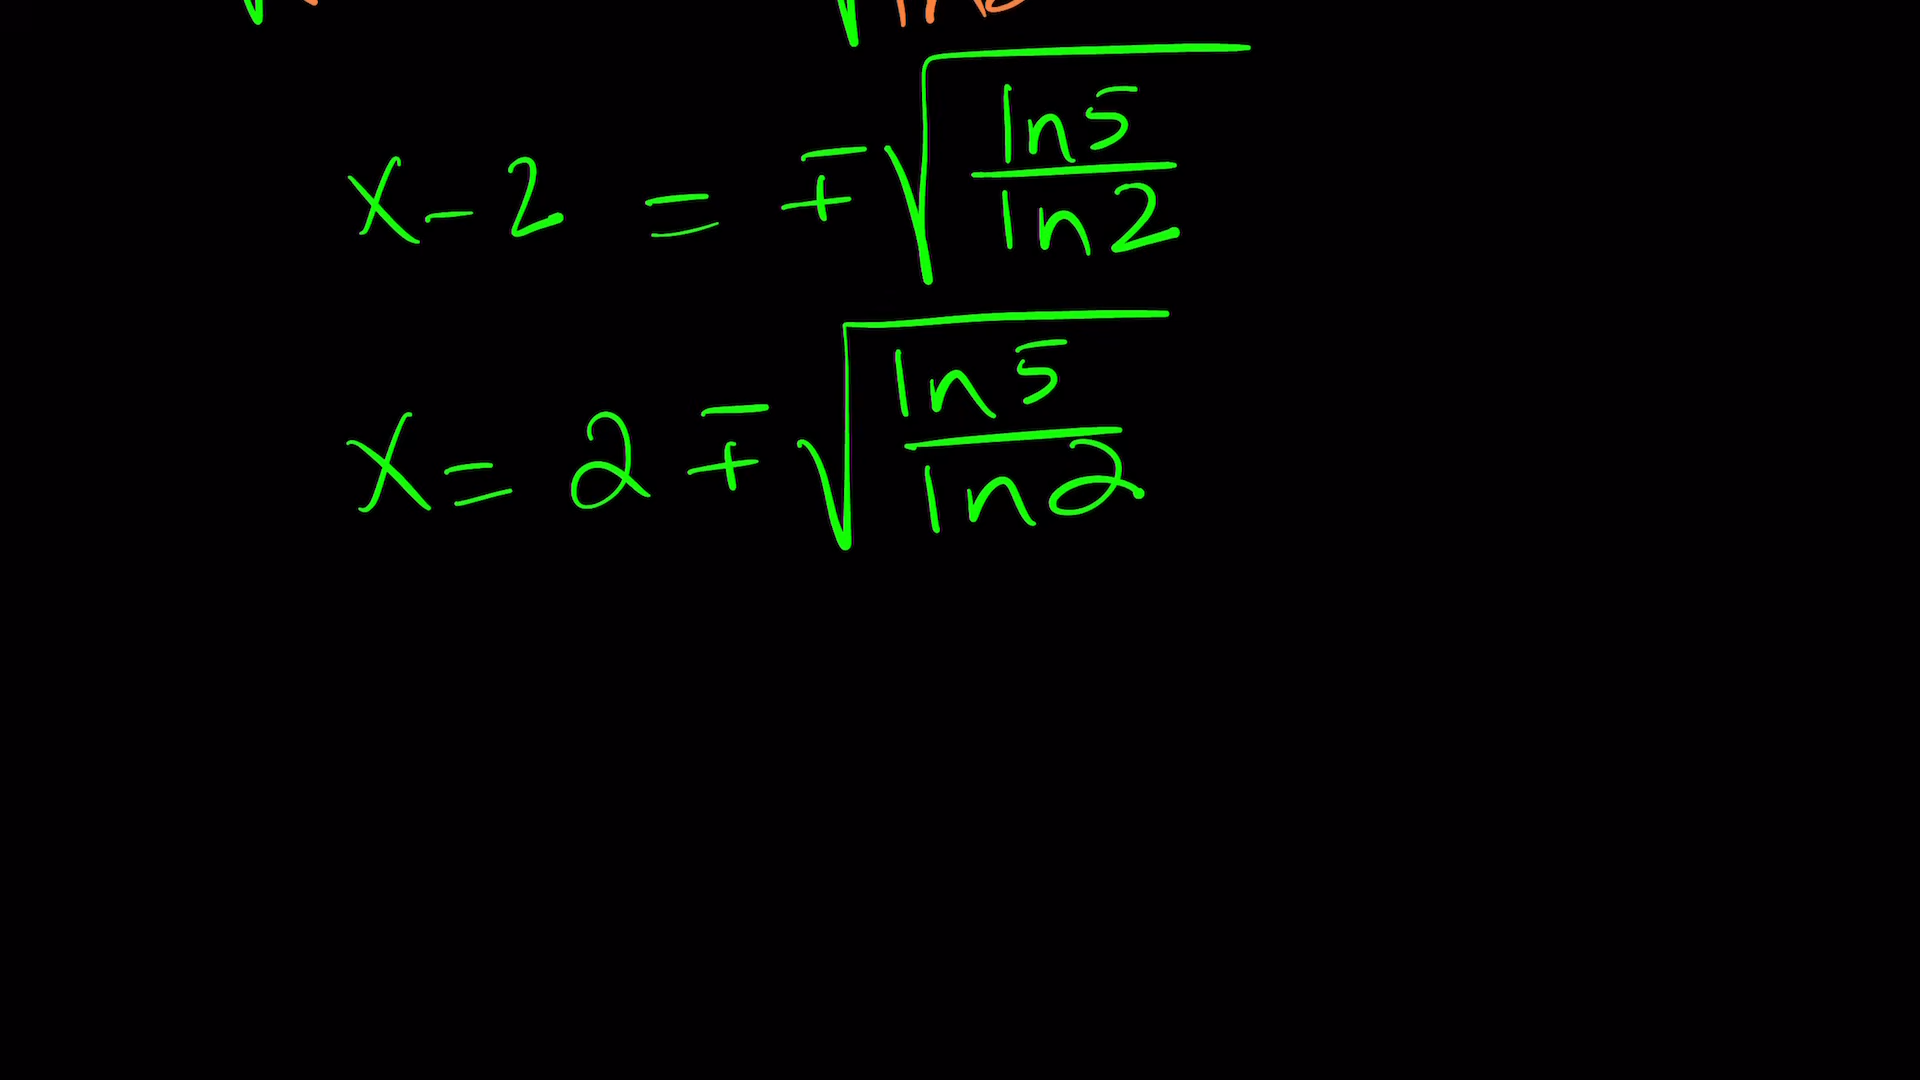 x - 2 = ∓√(ln5/ln2)
x = 2 ∓ √(ln5/ln2)